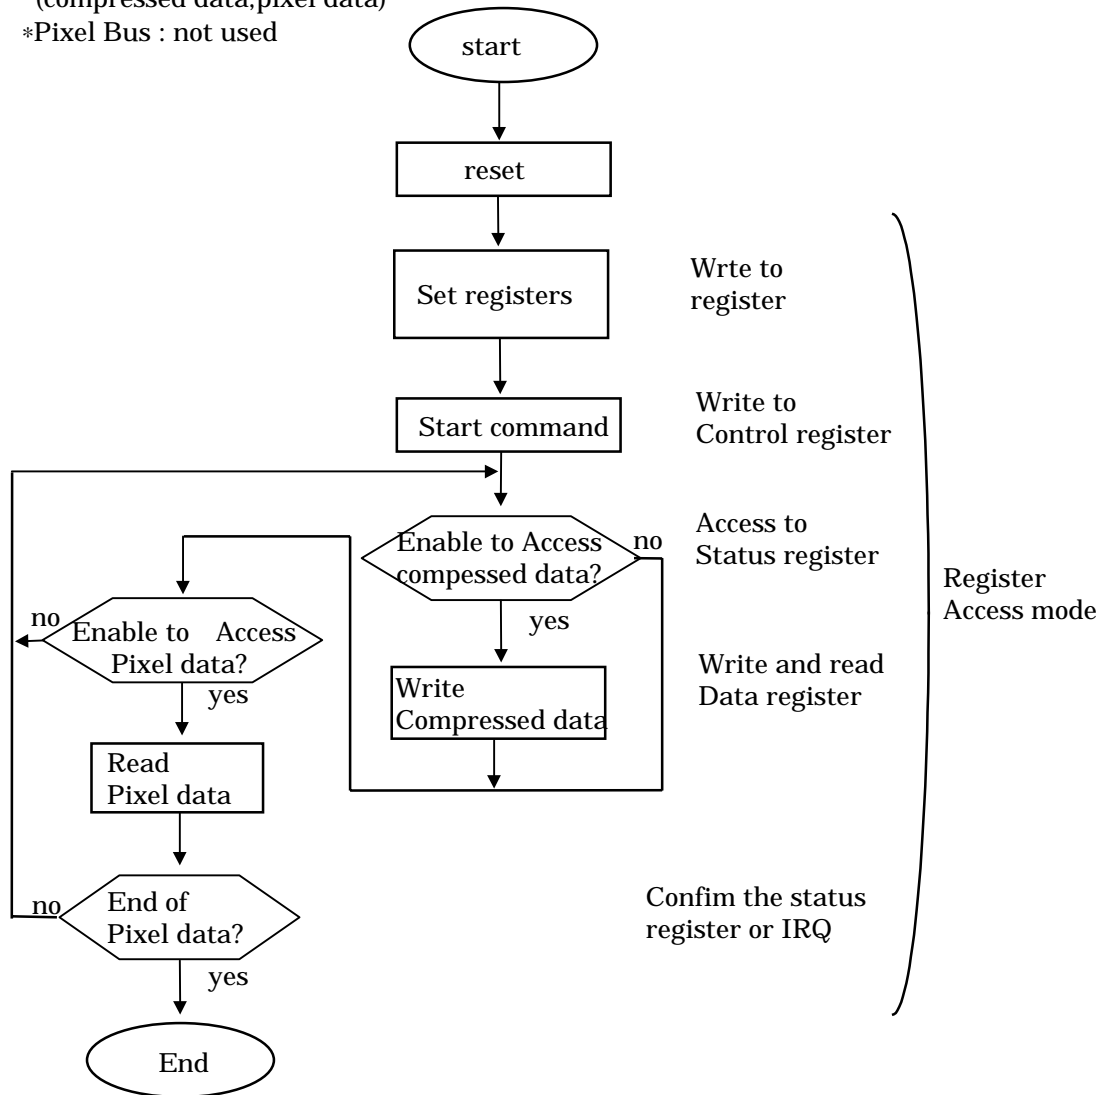 (compressed data,pixel data)
*Pixel Bus : not used
start
reset
Set registers
Wrte to
register
Start command
Write to
Control register
Enable to Access
compessed data?
no
Access to
Status register
Register
Access mode
no
Enable to Access
Pixel data?
yes
yes
Write
Compressed data
Write and read
Data register
Read
Pixel data
no
End of
Pixel data?
Confim the status
register or IRQ
yes
End